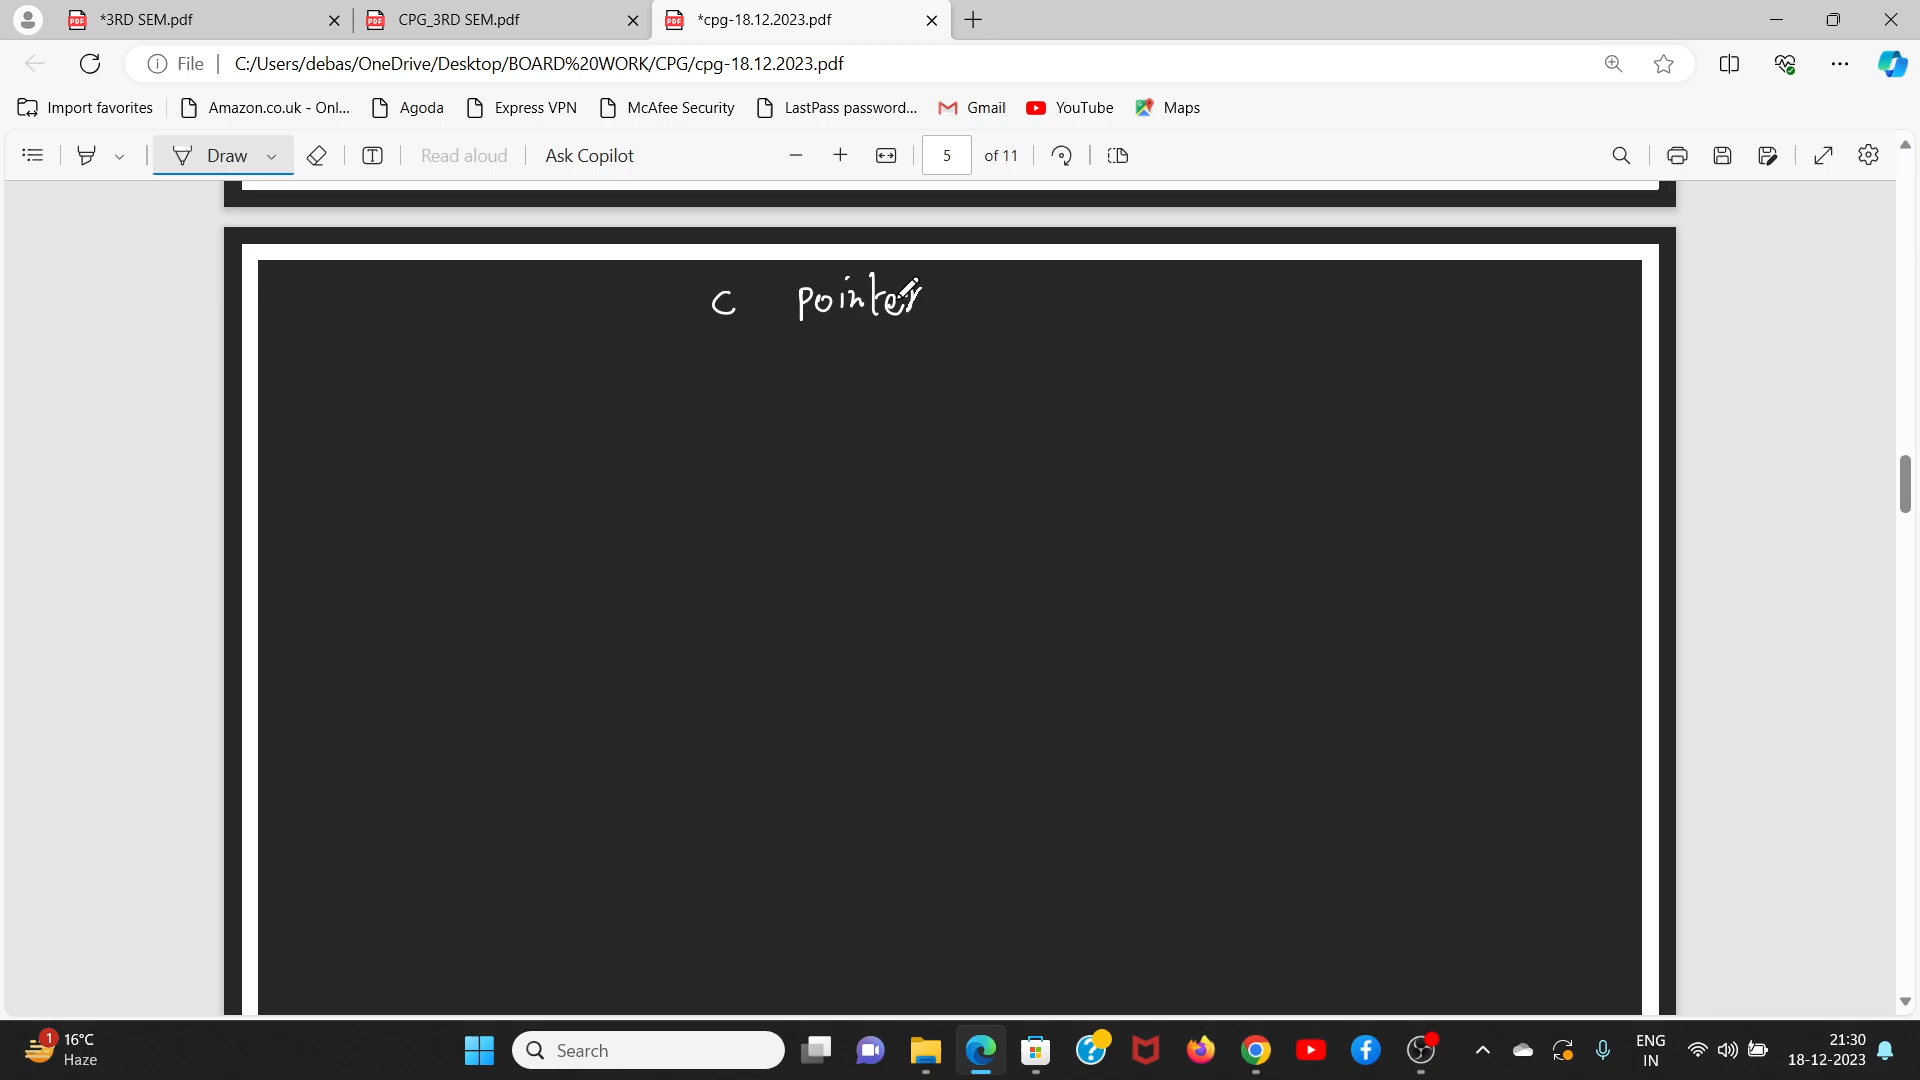 *3RD SEM.pdf CPG_3RD SEM.pdf *cpg-18.12.2023.pdf
File C:/Users/debas/OneDrive/Desktop/BOARD%20WORK/CPG/cpg-18.12.2023.pdf
Import favorites Amazon.co.uk - Onl... Agoda Express VPN McAfee Security LastPass password... Gmail YouTube Maps
Draw Read aloud Ask Copilot 5 of 11
C pointer
1 16°C Search ENG 21:30
Haze IN 18-12-2023